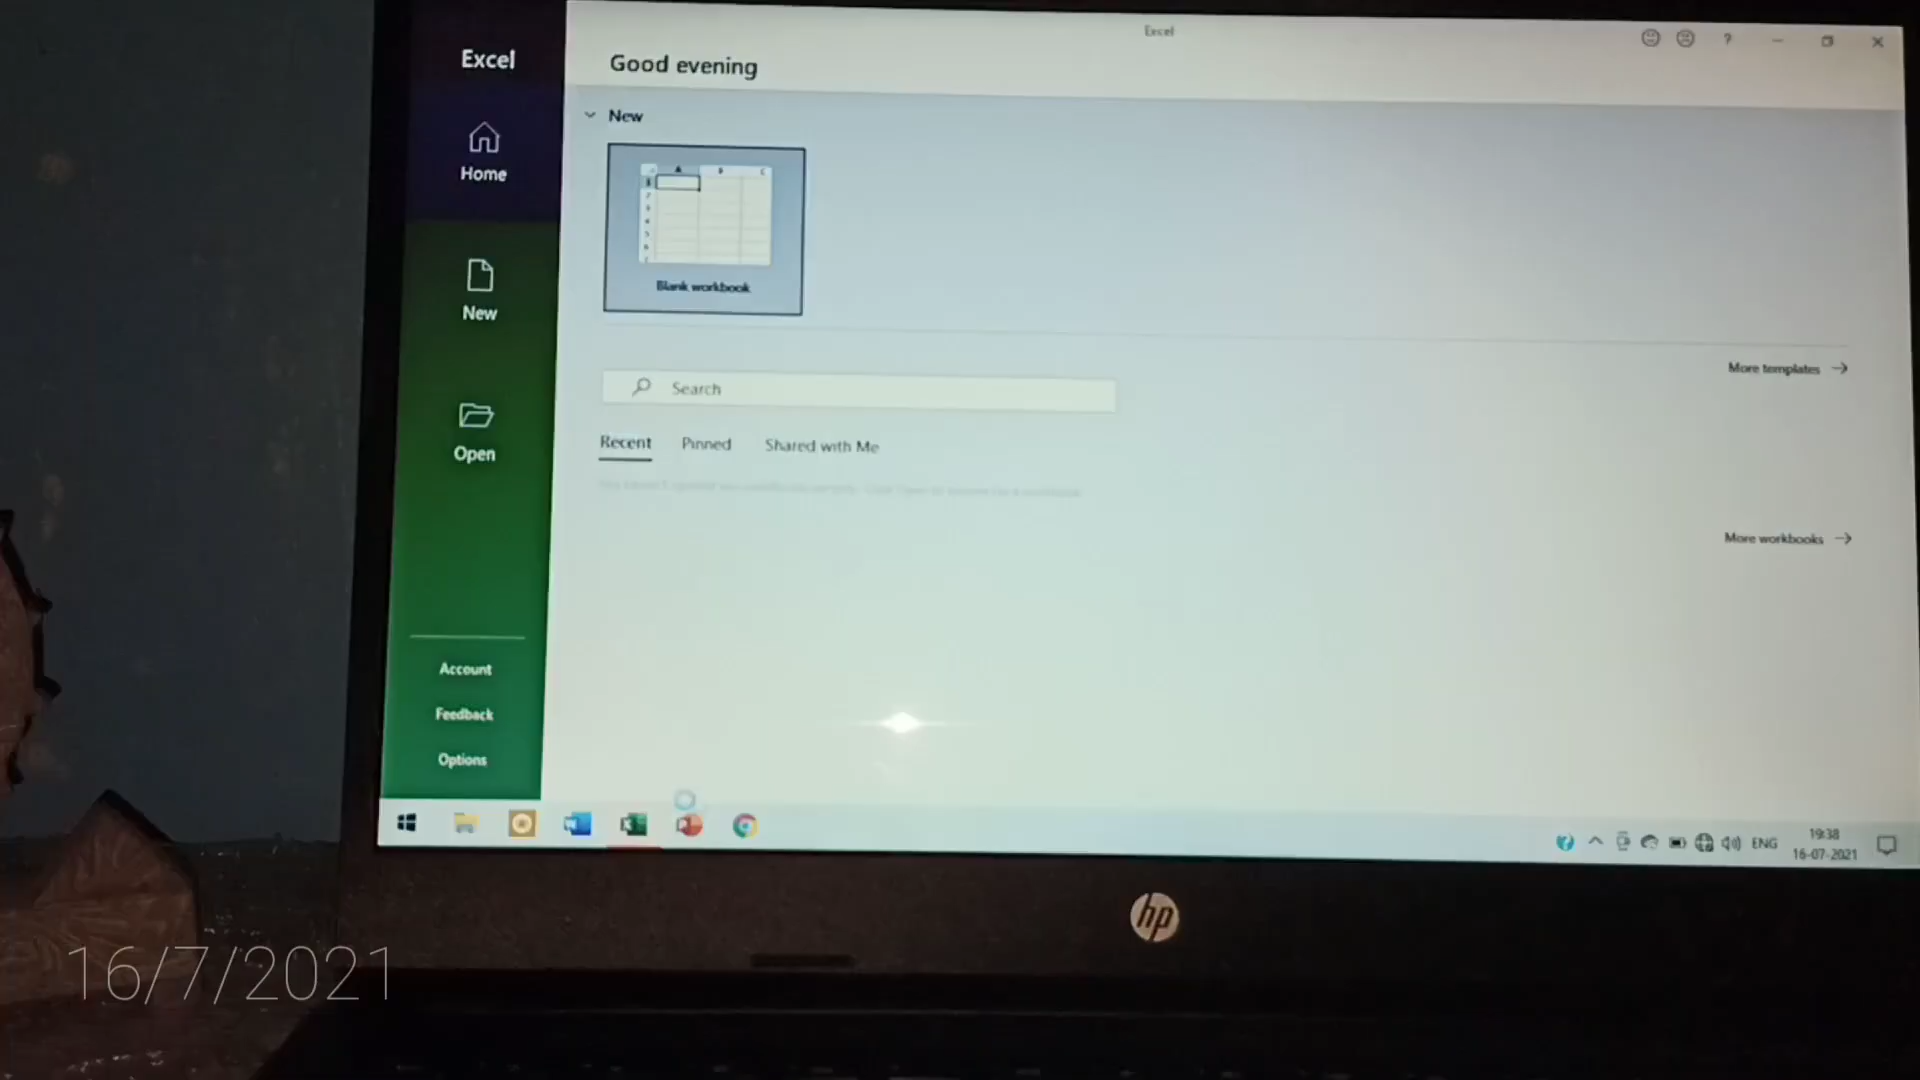 Excel
Excel
Good evening
New
Home
A B C
Blank workbook
New
More templates
Search
Recent Pinned Shared with Me
Open
More workbooks
Account
Feedback
Options
ENG
19:38
16-07-2021
hp
16/7/2021